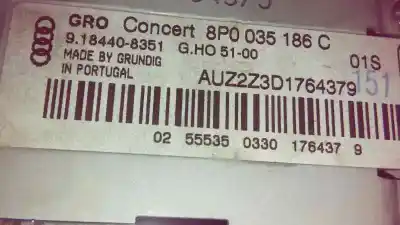 GRO Concert 8P0 035 186 C
9.18440-8351 G.HO 51-00 01S
MADE BY GRUNDIG
IN PORTUGAL
AUZ2Z3D1764379
151
02 55535 0330 176437 9